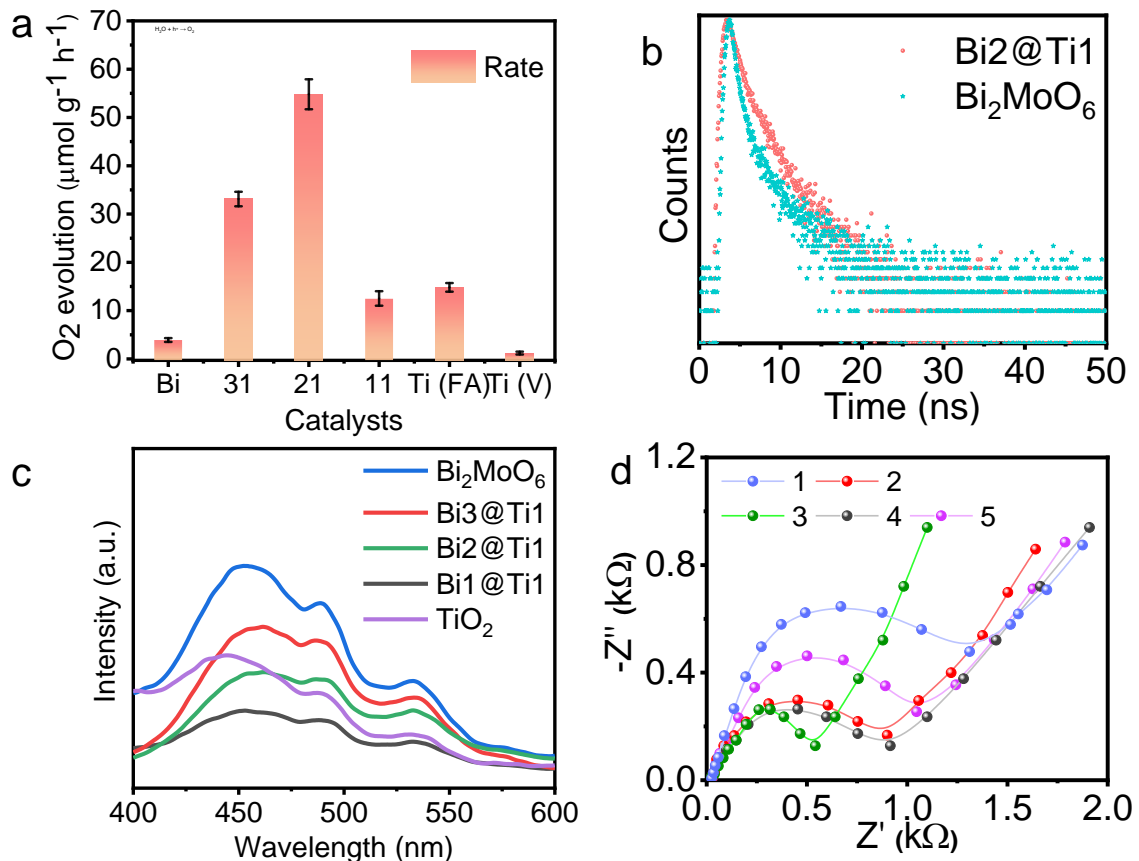 a
H₂O + h⁺ → O₂
Rate
O₂ evolution (μmol g⁻¹ h⁻¹)
70
60
50
40
30
20
10
0
Bi 31 21 11 Ti (FA) Ti (V)
Catalysts
b
Bi2@Ti1
Bi₂MoO₆
Counts
0 10 20 30 40 50
Time (ns)
c
Bi₂MoO₆
Bi3@Ti1
Bi2@Ti1
Bi1@Ti1
TiO₂
Intensity (a.u.)
400 450 500 550 600
Wavelength (nm)
d
1 2
3 4 5
-Z'' (kΩ)
1.2
0.8
0.4
0.0
0.0 0.5 1.0 1.5 2.0
Z' (kΩ)